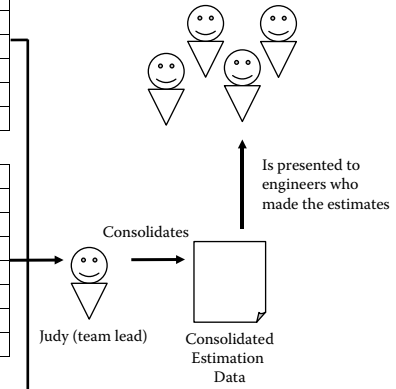 Is presented to
engineers who
made the estimates
Consolidates
Judy (team lead)
Consolidated
Estimation
Data